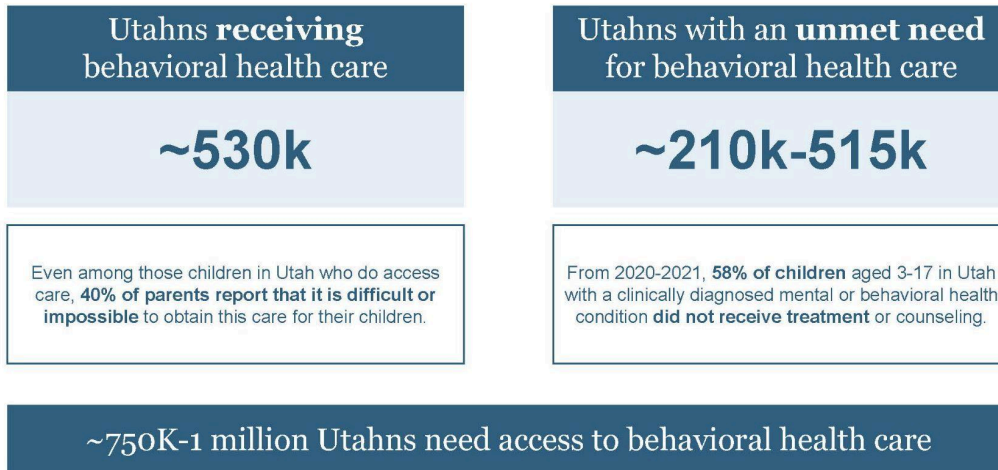 Utahns receiving
behavioral health care
~530k
Even among those children in Utah who do access
care, 40% of parents report that it is difficult or
impossible to obtain this care for their children.
Utahns with an unmet need
for behavioral health care
~210k-515k
From 2020-2021, 58% of children aged 3-17 in Utah
with a clinically diagnosed mental or behavioral health
condition did not receive treatment or counseling.
~750K-1 million Utahns need access to behavioral health care